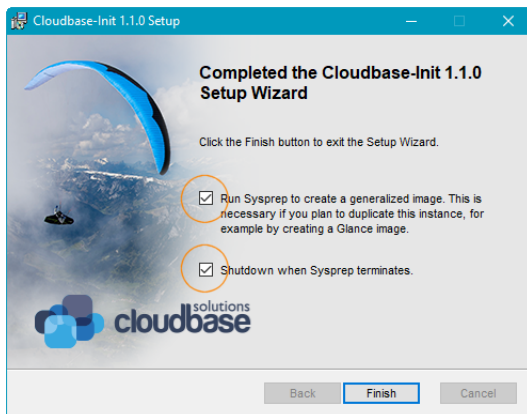 Cloudbase-Init 1.1.0 Setup
Completed the Cloudbase-Init 1.1.0
Setup Wizard
Click the Finish button to exit the Setup Wizard.
Run Sysprep to create a generalized image. This is
necessary if you plan to duplicate this instance, for
example by creating a Glance image.
Shutdown when Sysprep terminates.
solutions
cloudbase
Back
Finish
Cancel